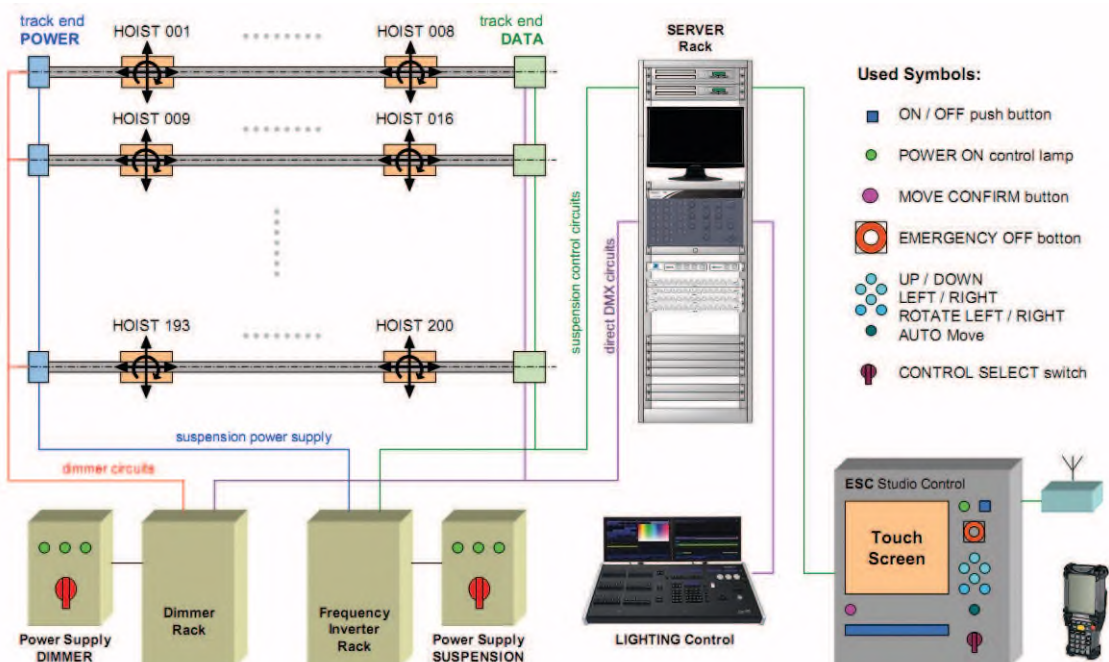 track end
POWER
HOIST 001
HOIST 008
track end
DATA
HOIST 009
HOIST 016
HOIST 193
HOIST 200
suspension power supply
dimmer circuits
suspension control circuits
direct DMX circuits
SERVER
Rack
Used Symbols:
ON / OFF push button
POWER ON control lamp
MOVE CONFIRM button
EMERGENCY OFF botton
UP / DOWN
LEFT / RIGHT
ROTATE LEFT / RIGHT
AUTO Move
CONTROL SELECT switch
Power Supply
DIMMER
Dimmer
Rack
Frequency
Inverter
Rack
Power Supply
SUSPENSION
LIGHTING Control
ESC Studio Control
Touch
Screen